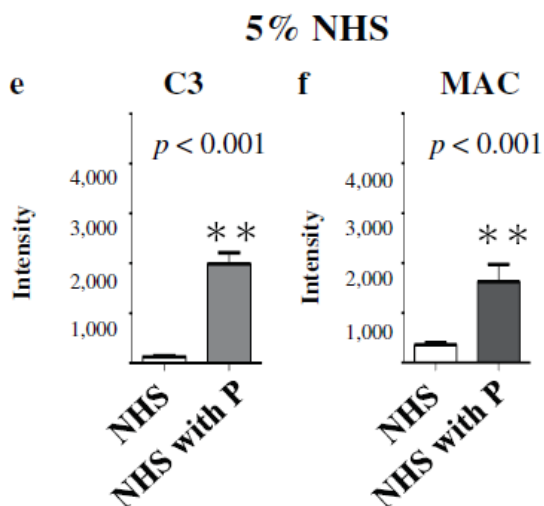 5% NHS
e C3
Intensity
p < 0.001
4,000
3,000
**
2,000
1,000
NHS
NHS with P
f MAC
Intensity
p < 0.001
4,000
3,000
**
2,000
1,000
NHS
NHS with P